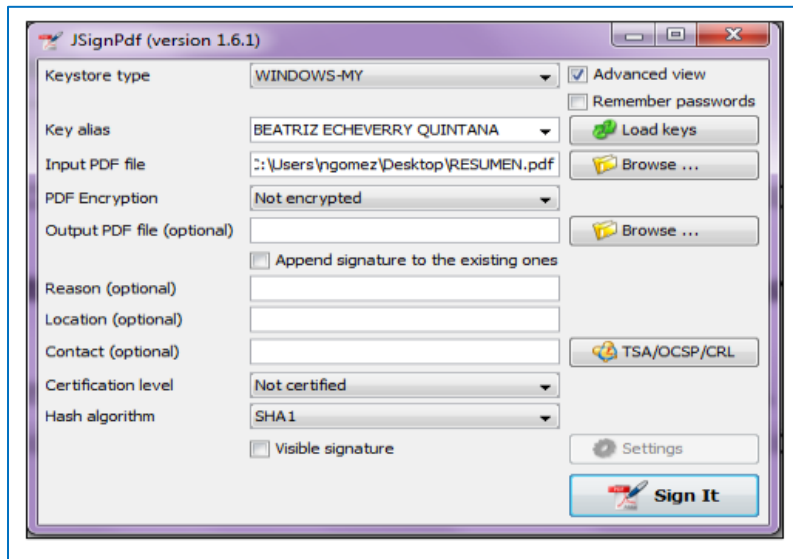 JSignPdf (version 1.6.1)
Keystore type WINDOWS-MY Advanced view
Remember passwords
Key alias BEATRIZ ECHEVERRY QUINTANA Load keys
Input PDF file :\Users\ngomez\Desktop\RESUMEN.pdf Browse ...
PDF Encryption Not encrypted
Output PDF file (optional) Browse ...
Append signature to the existing ones
Reason (optional)
Location (optional)
Contact (optional) TSA/OCSP/CRL
Certification level Not certified
Hash algorithm SHA1
Visible signature Settings
Sign It